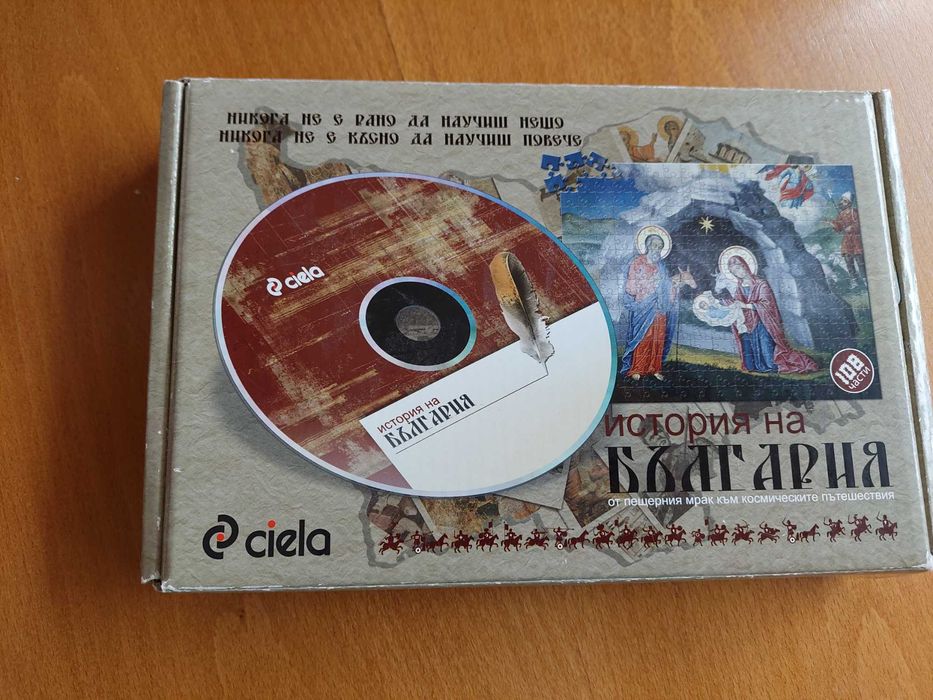 НИКОГА НЕ Е РАНО ДА НАУЧИШ НЕЩО
НИКОГА НЕ Е КЪСНО ДА НАУЧИШ ПОВЕЧЕ
ciela
история на
БЪЛГАРИЯ
108
части
история на
БЪЛГАРИЯ
от пещерния мрак към космическите пътешествия
ciela